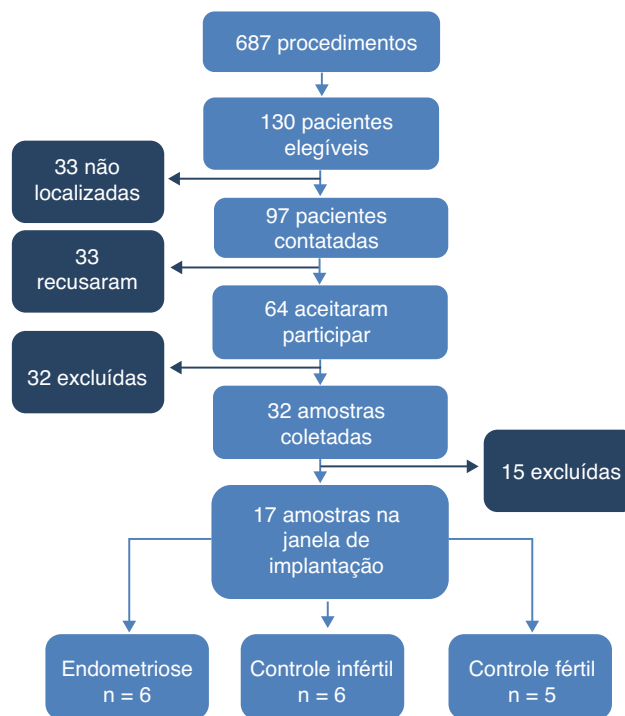 687 procedimentos
130 pacientes
elegíveis
33 não
localizadas
97 pacientes
contatadas
33
recusaram
64 aceitaram
participar
32 excluídas
32 amostras
coletadas
15 excluídas
17 amostras na
janela de
implantação
Endometriose
n = 6
Controle infértil
n = 6
Controle fértil
n = 5